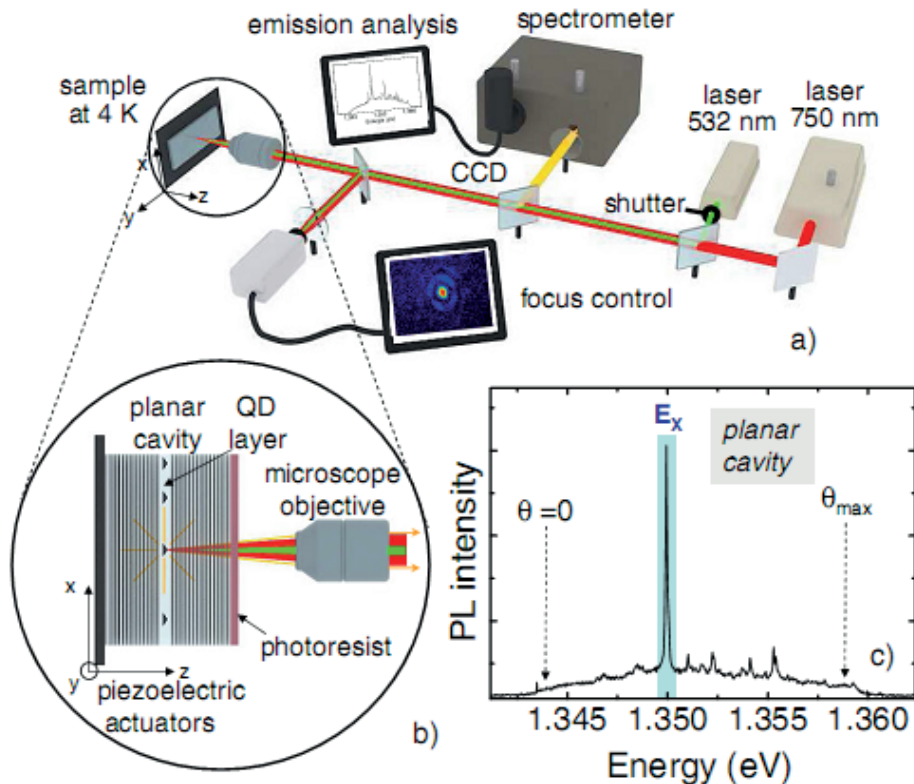 emission analysis
spectrometer
sample
at 4 K
laser
532 nm
laser
750 nm
x
z
y
CCD
shutter
focus control
a)
planar
cavity
QD
layer
microscope
objective
x
y
z
photoresist
piezoelectric
actuators
b)
PL intensity
E_X
planar
cavity
θ =0
θmax
c)
1.345 1.350 1.355 1.360
Energy (eV)